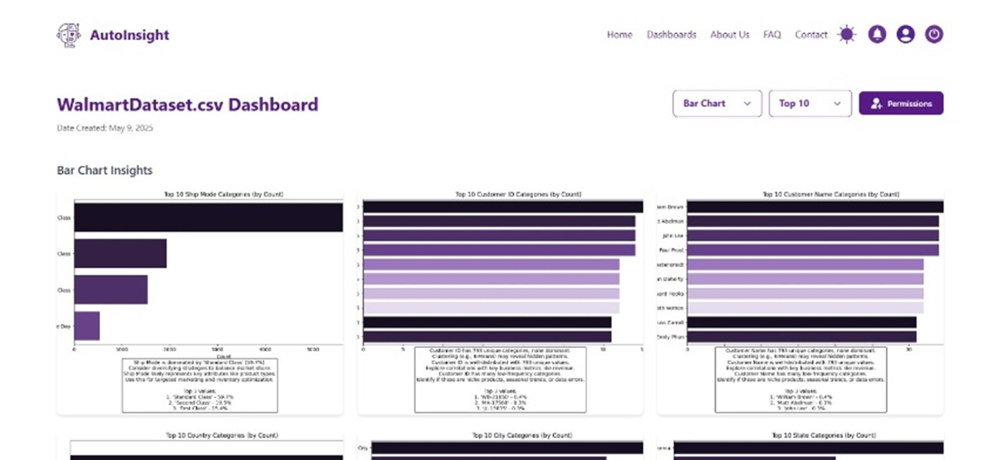 AutoInsight
Home Dashboards About Us FAQ Contact
WalmartDataset.csv Dashboard
Bar Chart
Top 10
Permissions
Date Created: May 9, 2025
Bar Chart Insights
Top 10 Ship Mode Categories (by Count)
Class
Class
Class
e Day
0 1000 2000 3000 4000 5000
Count
Ship Mode is dominated by 'Standard Class' (59.7%).
Consider diversifying strategies to balance market share.
Ship Mode likely represents key attributes like product types.
Use this for targeted marketing and inventory optimization.
Top 3 Values:
1. 'Standard Class' - 59.7%
2. 'Second Class' - 19.5%
3. 'First Class' - 15.4%
Top 10 Customer ID Categories (by Count)
0 5
Customer ID has 793 unique categories, none dominant.
Clustering (e.g., K-Means) may reveal hidden patterns.
Customer ID is well-distributed with 793 unique values.
Explore correlations with key business metrics like revenue.
Customer ID has many low-frequency categories.
Identify if these are niche products, seasonal trends, or data errors.
Top 3 Values:
1. 'WB-21850' - 0.4%
2. 'MA-17560' - 0.3%
3. 'JL-15835' - 0.3%
Top 10 Customer Name Categories (by Count)
iam Brown
t Abelman
John Lee
Paul Prost
estersmidt
an Doherty
ward Hooks
eth Vernon
uss Carroll
Emily Phan
0 30
Customer Name has 793 unique categories, none dominant.
Clustering (e.g., K-Means) may reveal hidden patterns.
Customer Name is well-distributed with 793 unique values.
Explore correlations with key business metrics like revenue.
Customer Name has many low-frequency categories.
Identify if these are niche products, seasonal trends, or data errors.
Top 3 Values:
1. 'William Brown' - 0.4%
2. 'Matt Abelman' - 0.3%
3. 'John Lee' - 0.3%
Top 10 Country Categories (by Count)
Top 10 City Categories (by Count)
City
Top 10 State Categories (by Count)
ornia